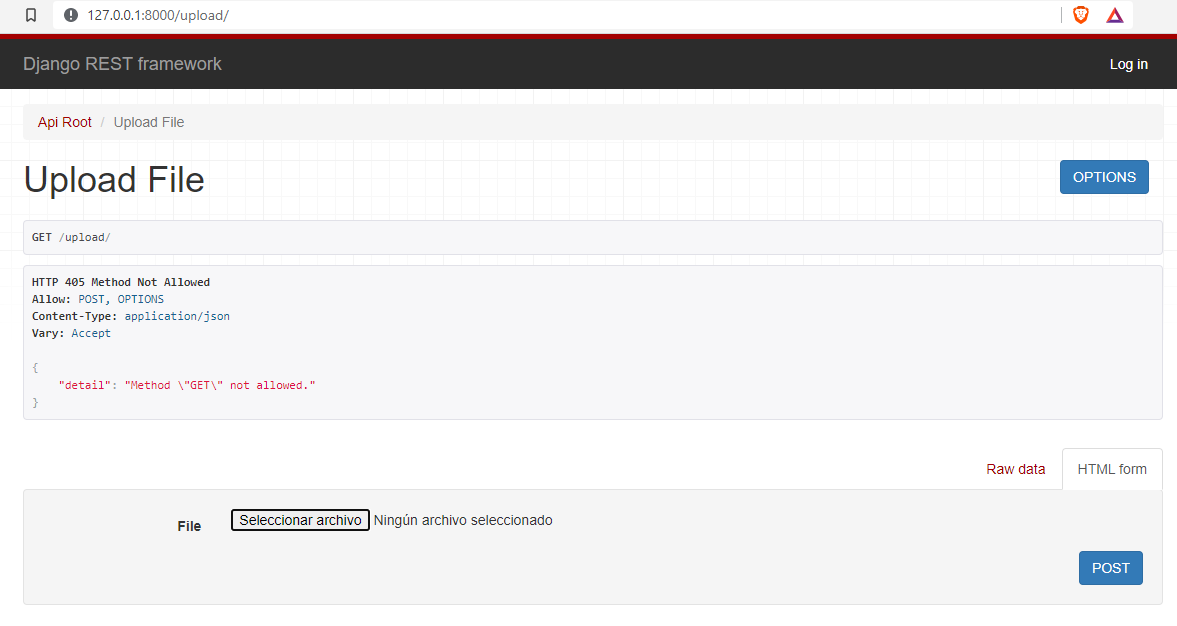 127.0.0.1:8000/upload/
Django REST framework Log in
Api Root / Upload File
Upload File OPTIONS
GET /upload/
HTTP 405 Method Not Allowed
Allow: POST, OPTIONS
Content-Type: application/json
Vary: Accept
{
"detail": "Method \"GET\" not allowed."
}
Raw data HTML form
File Seleccionar archivo Ningún archivo seleccionado
POST